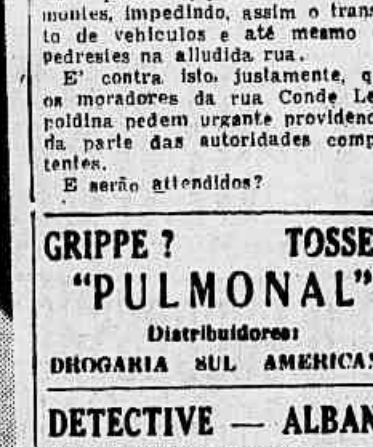 montes, impedindo, assim o trans
to de vehiculos e até mesmo
pedrestes na alludida rua.
E' contra isto, justamente, q
os moradores da rua Conde Le
poldina pedem urgante providenc
da parte das autoridades comp
tentes.
E serão attendidos?
GRIPPE ? TOSSE
"PULMONAL"
Distribuidores:
DROGARIA SUL AMERICA
DETECTIVE — ALBAN